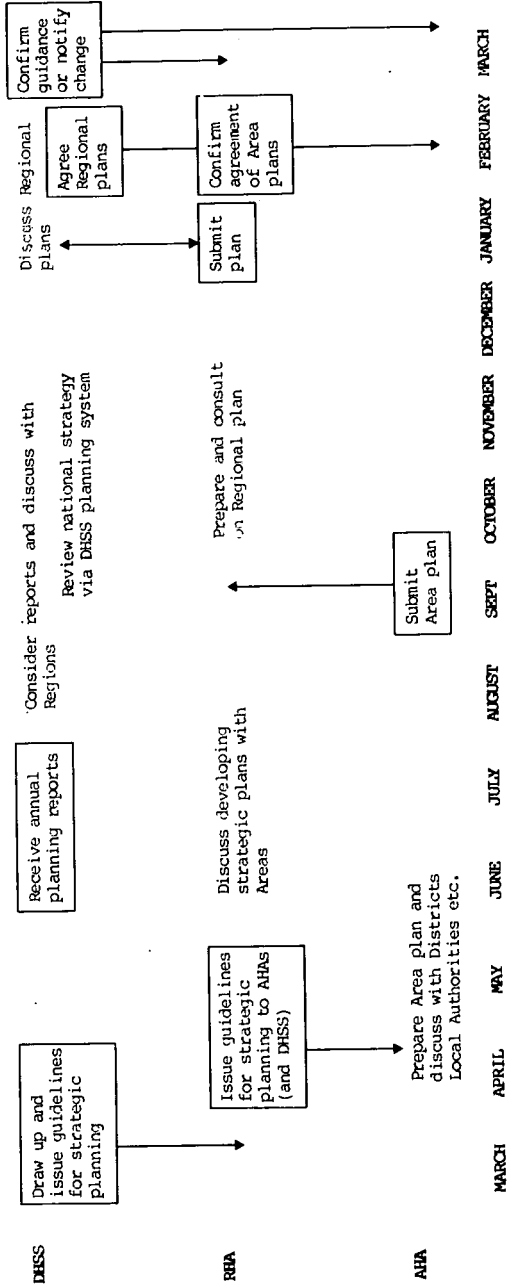 DHSS
Draw up and
issue guidelines
for strategic
planning
Receive annual
planning reports
Consider reports and discuss with
Regions
Review national strategy
via DHSS planning system
Discuss Regional
plans
Agree
Regional
plans
Confirm
guidance
or notify
change
RHA
Issue guidelines
for strategic
planning to AHAs
(and DHSS)
Discuss developing
strategic plans with
Areas
Prepare and consult
on Regional plan
Submit
plan
Confirm
agreement
of Area
plans
AHA
Prepare Area plan and
discuss with Districts
Local Authorities etc.
Submit
Area plan
MARCH APRIL MAY JUNE JULY AUGUST SEPT OCTOBER NOVEMBER DECEMBER JANUARY FEBRUARY MARCH